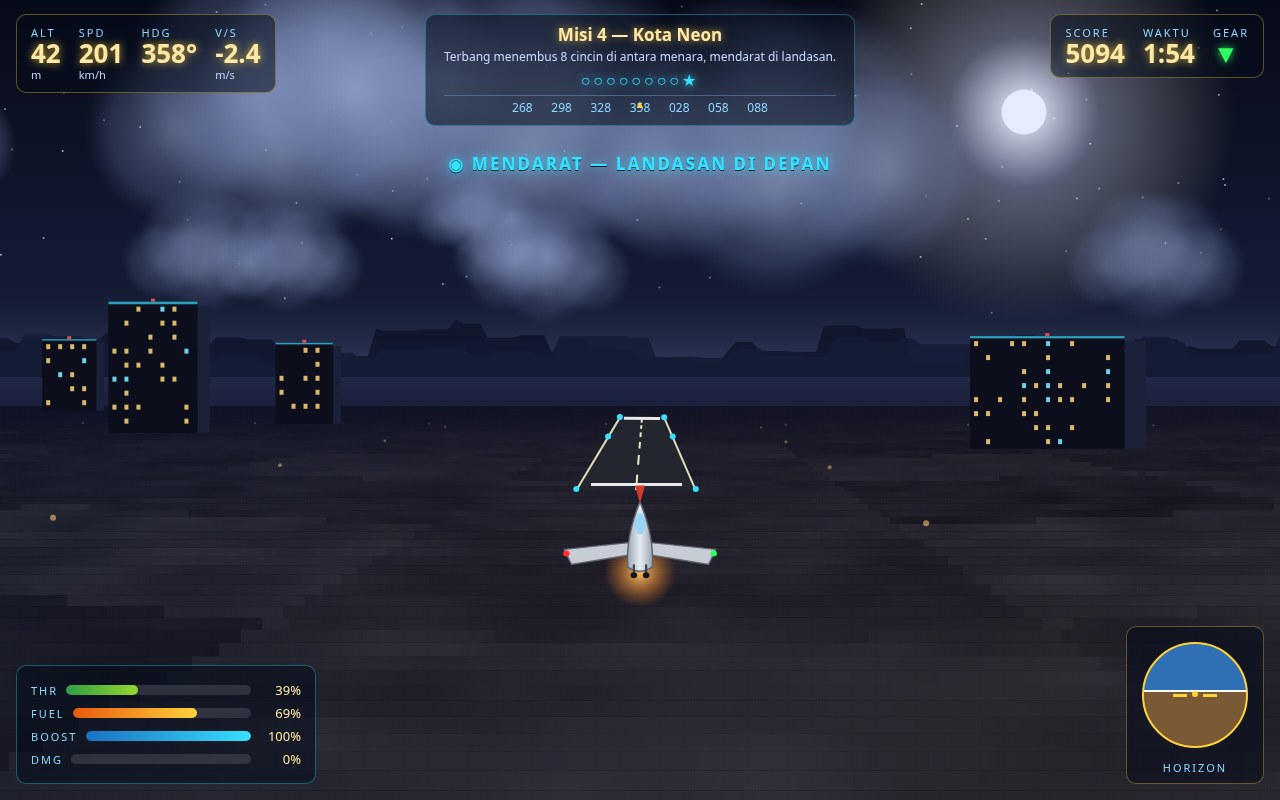 ALT SPD HDG V/S
42 201 358° -2.4
m km/h m/s
Misi 4 — Kota Neon
Terbang menembus 8 cincin di antara menara, mendarat di landasan.
○○○○○○○○★
268 298 328 358 028 058 088
SCORE WAKTU GEAR
5094 1:54 ▼
◉ MENDARAT — LANDASAN DI DEPAN
THR 39%
FUEL 69%
BOOST 100%
DMG 0%
HORIZON